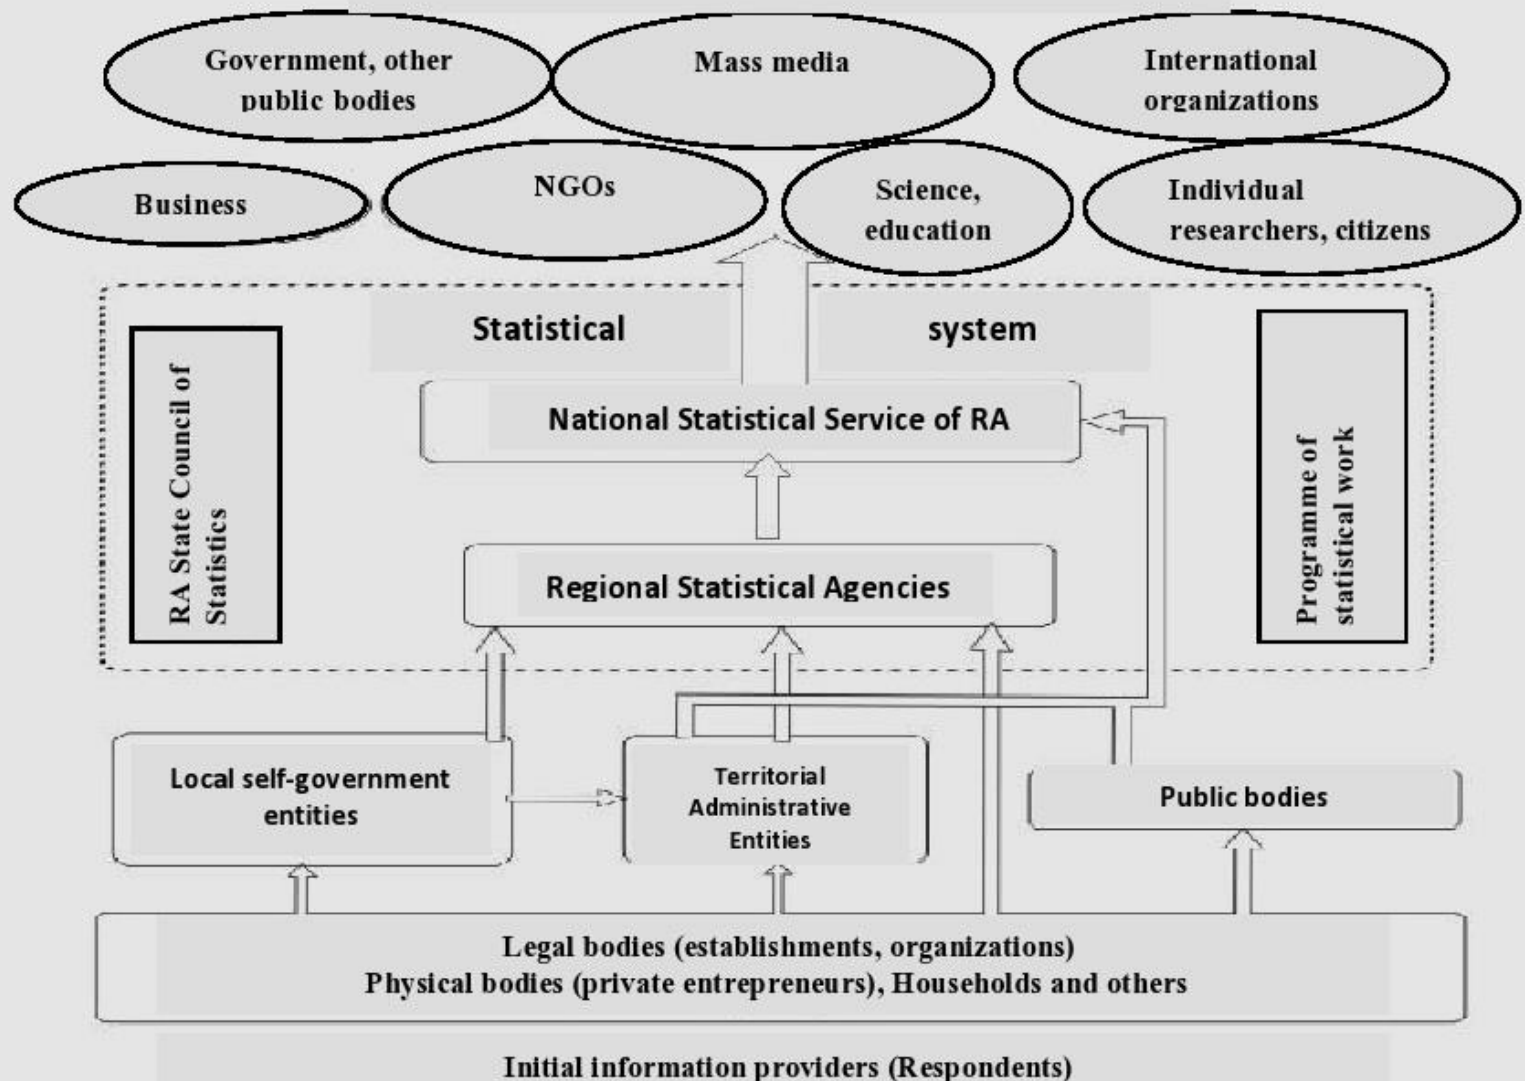 Government, other
public bodies
Mass media
International
organizations
Business
NGOs
Science,
education
Individual
researchers, citizens
Statistical system
RA State Council of
Statistics
National Statistical Service of RA
Programme of
statistical work
Regional Statistical Agencies
Local self-government
entities
Territorial
Administrative
Entities
Public bodies
Legal bodies (establishments, organizations)
Physical bodies (private entrepreneurs), Households and others
Initial information providers (Respondents)